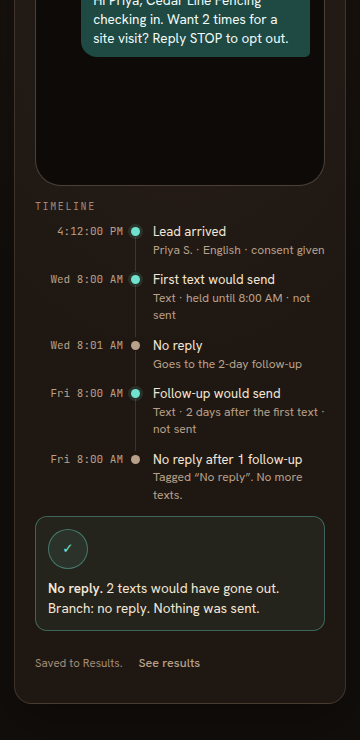 Hi Priya, Cedar Line Fencing
checking in. Want 2 times for a
site visit? Reply STOP to opt out.
TIMELINE
4:12:00 PM Lead arrived
Priya S. · English · consent given
Wed 8:00 AM First text would send
Text · held until 8:00 AM · not
sent
Wed 8:01 AM No reply
Goes to the 2-day follow-up
Fri 8:00 AM Follow-up would send
Text · 2 days after the first text ·
not sent
Fri 8:00 AM No reply after 1 follow-up
Tagged “No reply”. No more
texts.
✓
No reply. 2 texts would have gone out.
Branch: no reply. Nothing was sent.
Saved to Results. See results